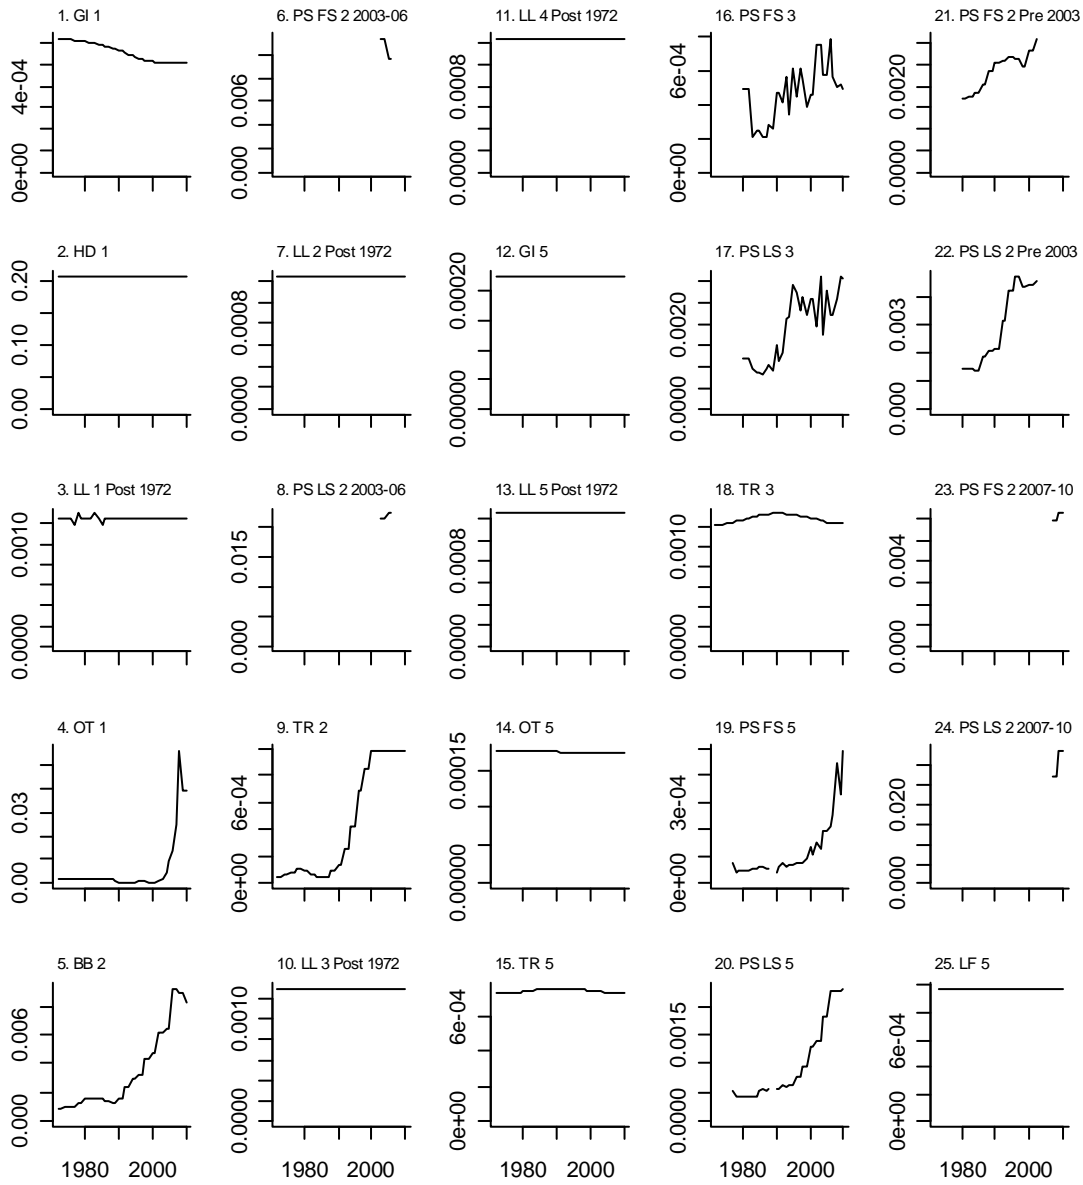 1. GI 1
6. PS FS 2 2003-06
11. LL 4 Post 1972
16. PS FS 3
21. PS FS 2 Pre 2003
0e+00 4e-04
0.000 0.006
0.0000 0.0008
0e+00 6e-04
0.0000 0.0020
2. HD 1
7. LL 2 Post 1972
12. GI 5
17. PS LS 3
22. PS LS 2 Pre 2003
0.00 0.10 0.20
0.0000 0.0008
0.00000 0.00020
0.0000 0.0020
0.000 0.003
3. LL 1 Post 1972
8. PS LS 2 2003-06
13. LL 5 Post 1972
18. TR 3
23. PS FS 2 2007-10
0.0000 0.0010
0.000 0.015
0.0000 0.0008
0.0000 0.0010
0.000 0.004
4. OT 1
9. TR 2
14. OT 5
19. PS FS 5
24. PS LS 2 2007-10
0.00 0.03
0e+00 6e-04
0.00000 0.00015
0e+00 3e-04
0.000 0.020
5. BB 2
10. LL 3 Post 1972
15. TR 5
20. PS LS 5
25. LF 5
0.000 0.006
0.0000 0.0010
0e+00 6e-04
0.0000 0.0015
0e+00 6e-04
1980 2000 1980 2000 1980 2000 1980 2000 1980 2000